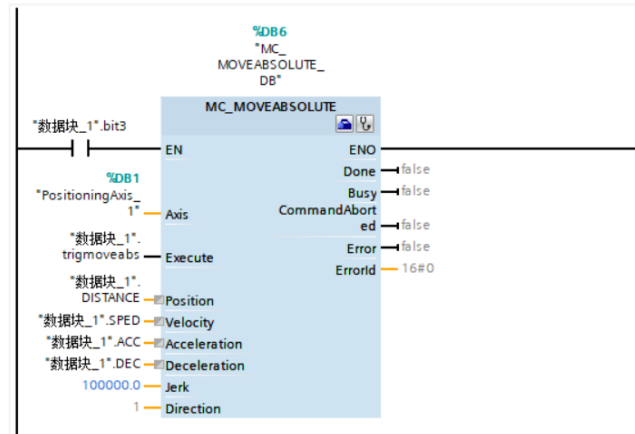 %DB6
"MC_
MOVEABSOLUTE_
DB"
MC_MOVEABSOLUTE
"数据块_1".bit3
EN
ENO
Done
false
%DB1
Busy
false
"PositioningAxis_
1"
Axis
CommandAbort
ed
false
"数据块_1".
trigmoveabs
Execute
Error
false
ErrorId
16#0
"数据块_1".
DISTANCE
Position
"数据块_1".SPED
Velocity
"数据块_1".ACC
Acceleration
"数据块_1".DEC
Deceleration
100000.0
Jerk
1
Direction